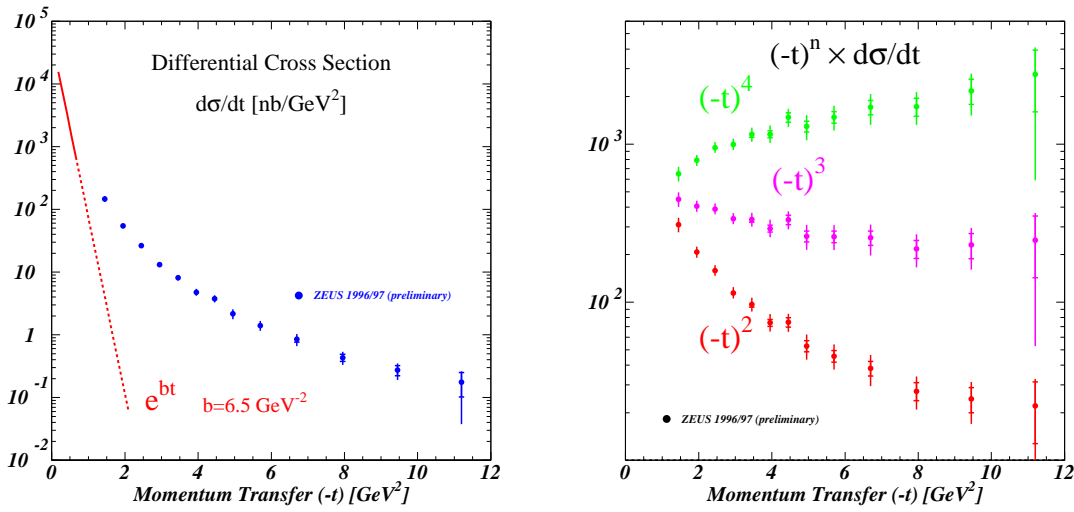 10^5
10^4
10^3
10^2
10
1
10^-1
10^-2
0 2 4 6 8 10 12
Differential Cross Section
dσ/dt [nb/GeV^2]
ZEUS 1996/97 (preliminary)
e^bt b=6.5 GeV^-2
Momentum Transfer (-t) [GeV^2]
(-t)^n × dσ/dt
(-t)^4
10^3
(-t)^3
10^2
(-t)^2
ZEUS 1996/97 (preliminary)
0 2 4 6 8 10 12
Momentum Transfer (-t) [GeV^2]